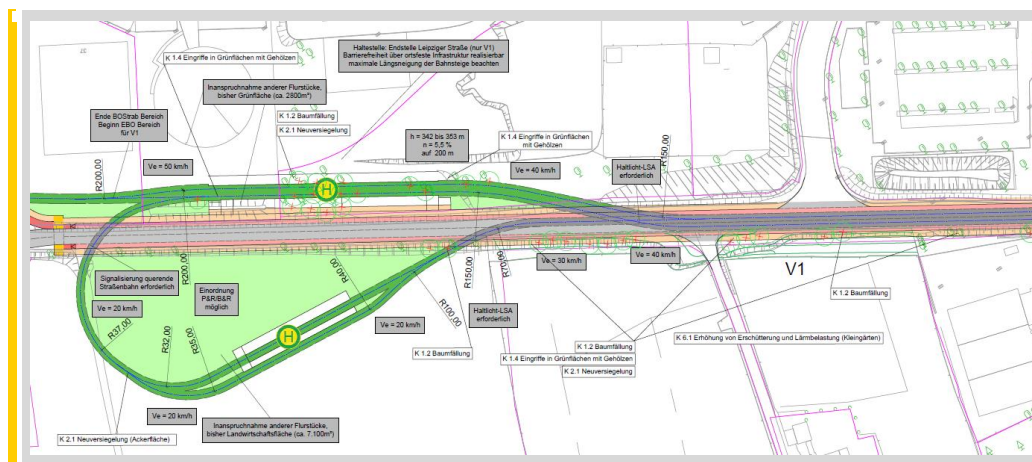 Haltestelle: Endstelle Leipziger Straße (nur V1)
Barrierefreiheit über ortsfeste Infrastruktur realisierbar
maximale Längsneigung der Bahnsteige beachten
K 1.4 Eingriffe in Grünflächen mit Gehölzen
Inanspruchnahme anderer Flurstücke,
bisher Grünfläche (ca. 2800m²)
Ende BOStrab Bereich
Beginn EBO Bereich
für V1
K 1.2 Baumfällung
K 2.1 Neuversiegelung
h = 342 bis 353 m
n = 5,5 %
auf 200 m
K 1.4 Eingriffe in Grünflächen
mit Gehölzen
R200,00
Ve = 50 km/h
Ve = 40 km/h
Haltlicht-LSA
erforderlich
R150,00
H
Signalisierung querende
Straßenbahn erforderlich
R200,00
Einordnung
P&R/B&R
möglich
R40,00
R150,00
R70,00
Ve = 30 km/h
Ve = 40 km/h
V1
K 1.2 Baumfällung
Ve = 20 km/h
R37,00
R32,00
R35,00
H
Ve = 20 km/h
R100,00
Haltlicht-LSA
erforderlich
K 1.2 Baumfällung
K 1.2 Baumfällung
K 1.4 Eingriffe in Grünflächen mit Gehölzen
K 2.1 Neuversiegelung
K 6.1 Erhöhung von Erschütterung und Lärmbelastung (Kleingärten)
Ve = 20 km/h
Inanspruchnahme anderer Flurstücke,
bisher Landwirtschaftsfläche (ca. 7.100m²)
K 2.1 Neuversiegelung (Ackerfläche)